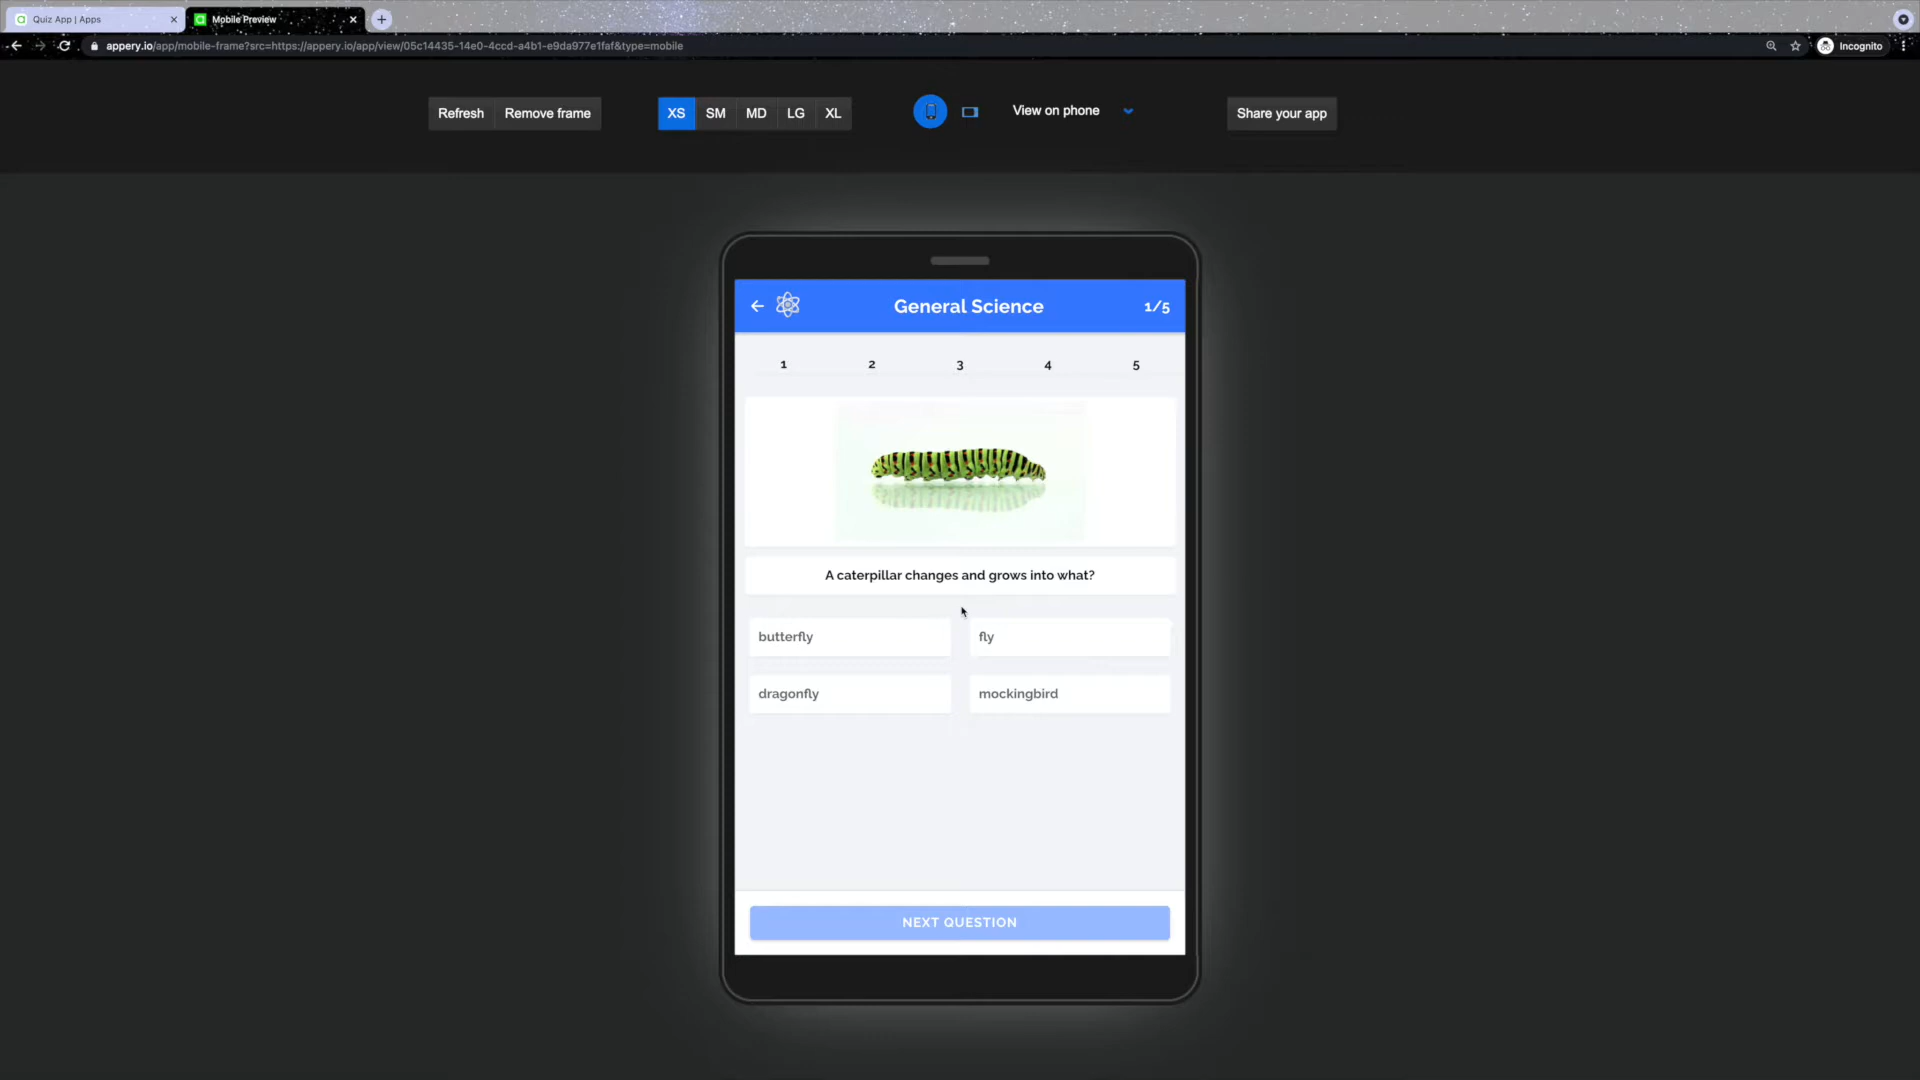 Quiz App | Apps
Mobile Preview
appery.io/app/mobile-frame?src=https://appery.io/app/view/05c14435-14e0-4ccd-a4b1-e9da977e1faf&type=mobile
Incognito
Refresh
Remove frame
XS
SM
MD
LG
XL
View on phone
Share your app
General Science
1/5
1
2
3
4
5
A caterpillar changes and grows into what?
butterfly
fly
dragonfly
mockingbird
NEXT QUESTION